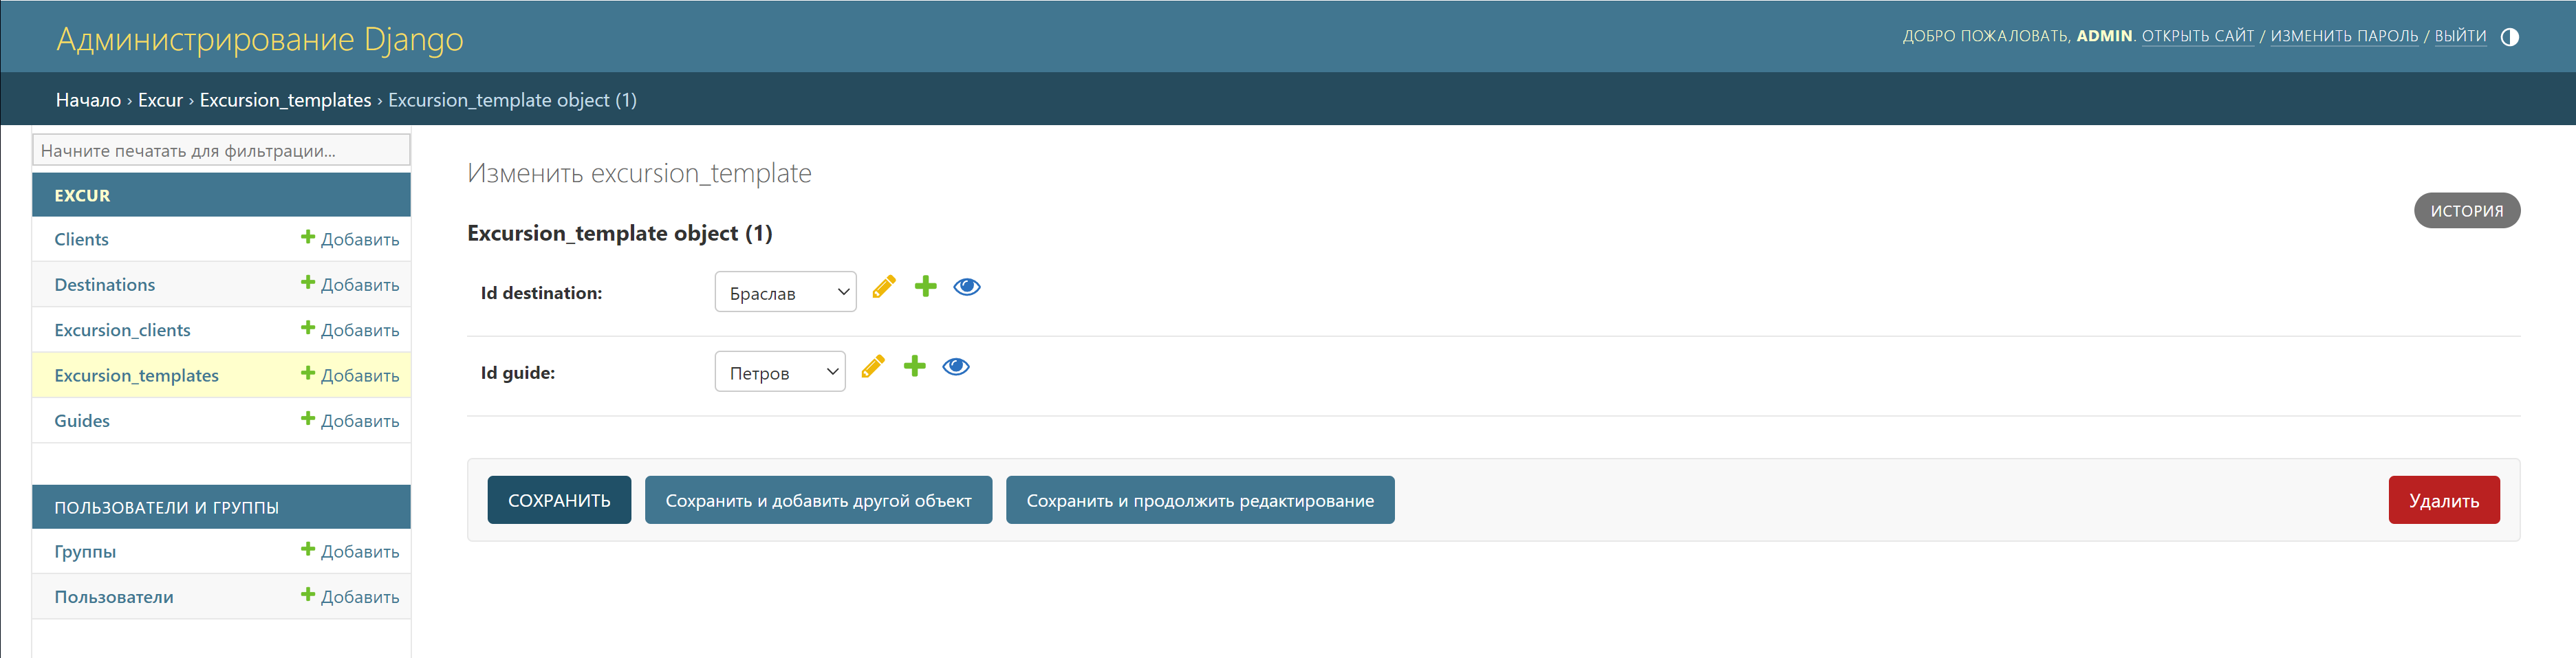 Администрирование Django
ДОБРО ПОЖАЛОВАТЬ, ADMIN. ОТКРЫТЬ САЙТ / ИЗМЕНИТЬ ПАРОЛЬ / ВЫЙТИ
Начало › Excur › Excursion_templates › Excursion_template object (1)
Начните печатать для фильтрации...
EXCUR
Clients Добавить
Destinations Добавить
Excursion_clients Добавить
Excursion_templates Добавить
Guides Добавить
ПОЛЬЗОВАТЕЛИ И ГРУППЫ
Группы Добавить
Пользователи Добавить
Изменить excursion_template
ИСТОРИЯ
Excursion_template object (1)
Id destination: Браслав
Id guide: Петров
СОХРАНИТЬ Сохранить и добавить другой объект Сохранить и продолжить редактирование Удалить